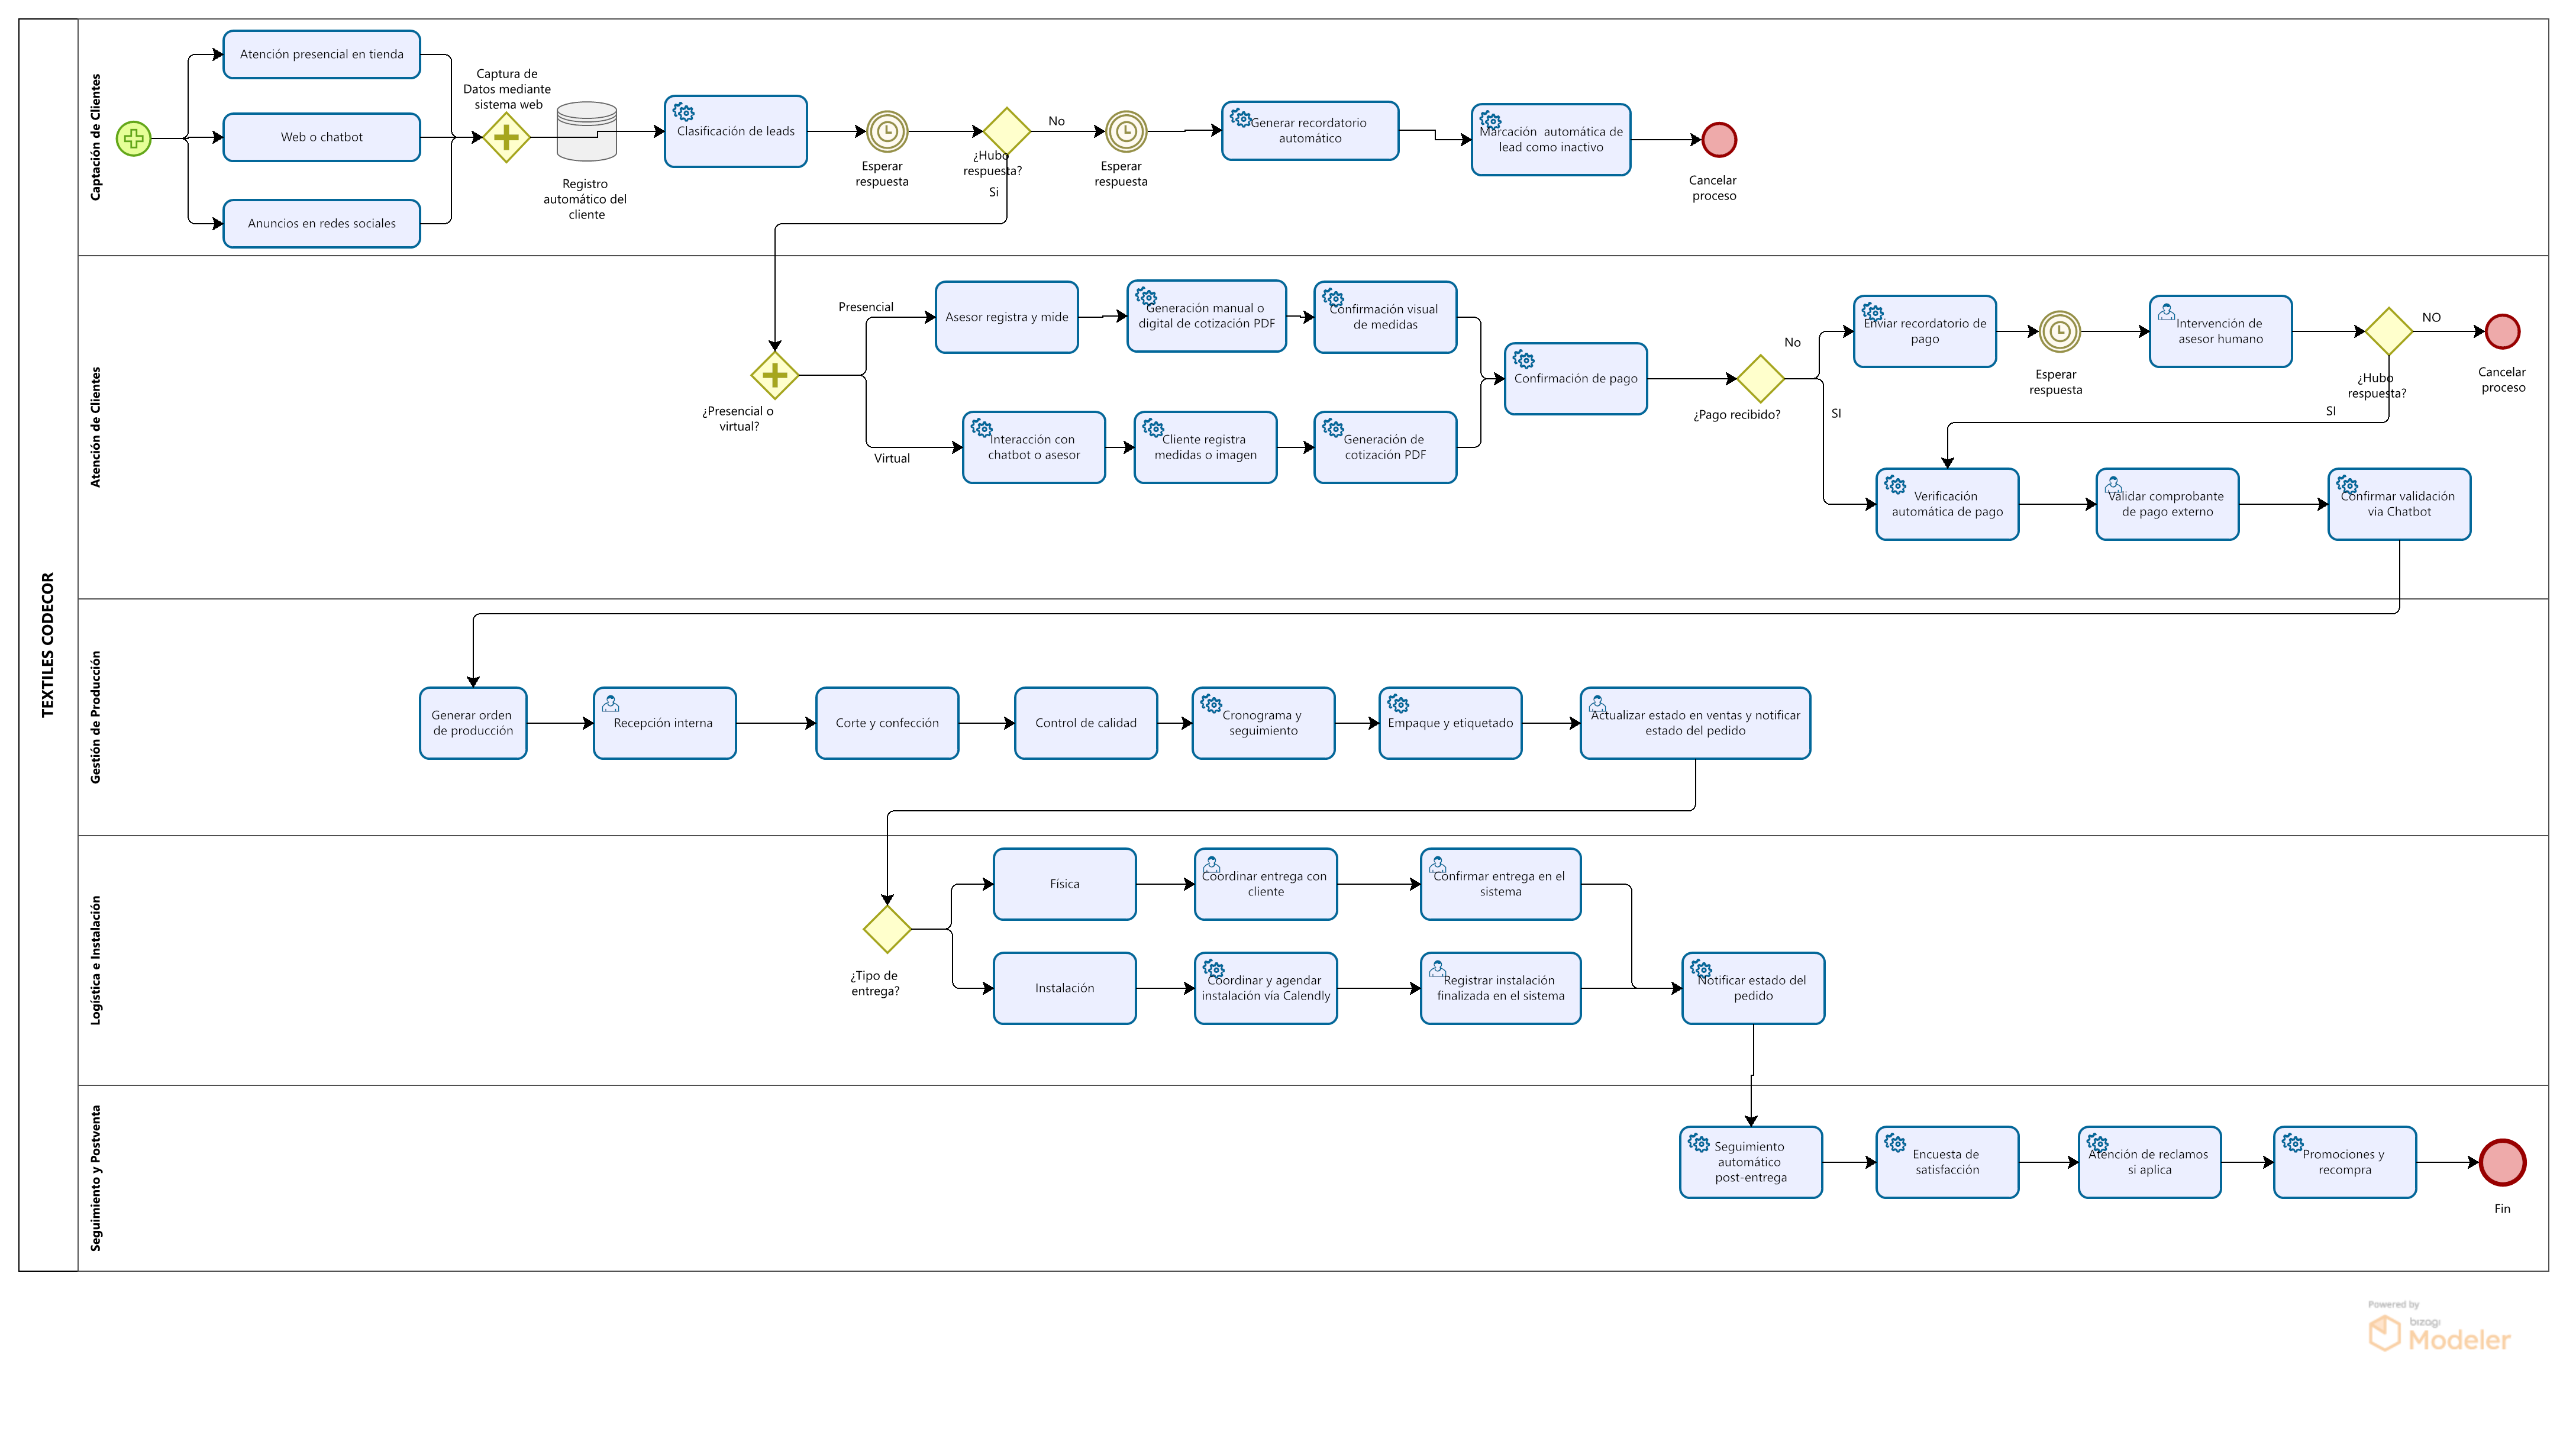 TEXTILES CODECOR
Captación de Clientes
Atención presencial en tienda
Web o chatbot
Anuncios en redes sociales
Captura de
Datos mediante
sistema web
Registro
automático del
cliente
Clasificación de leads
Esperar
respuesta
¿Hubo
respuesta?
No
Si
Esperar
respuesta
Generar recordatorio
automático
Marcación  automática de
lead como inactivo
Cancelar
proceso
Atención de Clientes
¿Presencial o
virtual?
Presencial
Asesor registra y mide
Generación manual o
digital de cotización PDF
Confirmación visual
de medidas
Virtual
Interacción con
chatbot o asesor
Cliente registra
medidas o imagen
Generación de
cotización PDF
Confirmación de pago
¿Pago recibido?
No
SI
Enviar recordatorio de
pago
Esperar
respuesta
Intervención de
asesor humano
¿Hubo
respuesta?
NO
SI
Cancelar
proceso
Verificación
automática de pago
Validar comprobante
de pago externo
Confirmar validación
via Chatbot
Gestión de Producción
Generar orden
de producción
Recepción interna
Corte y confección
Control de calidad
Cronograma y
seguimiento
Empaque y etiquetado
Actualizar estado en ventas y notificar
estado del pedido
Logística e Instalación
¿Tipo de
entrega?
Física
Coordinar entrega con
cliente
Confirmar entrega en el
sistema
Instalación
Coordinar y agendar
instalación vía Calendly
Registrar instalación
finalizada en el sistema
Notificar estado del
pedido
Seguimiento y Postventa
Seguimiento
automático
post-entrega
Encuesta de
satisfacción
Atención de reclamos
si aplica
Promociones y
recompra
Fin
Powered by
bizagi
Modeler